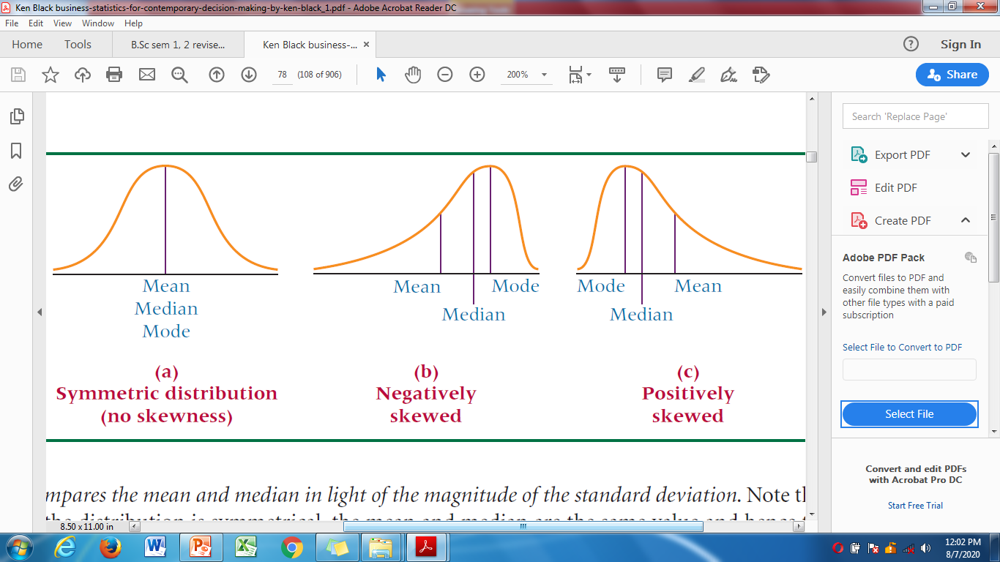 Ken Black business-statistics-for-contemporary-decision-making-by-ken-black_1.pdf - Adobe Acrobat Reader DC
File Edit View Window Help
Home Tools B.Sc sem 1, 2 revise... Ken Black business-... ×
? Sign In
78 (108 of 906) 200% Share
Search 'Replace Page'
Export PDF
Edit PDF
Create PDF
Adobe PDF Pack
Convert files to PDF and
easily combine them with
other file types with a paid
subscription
Select File to Convert to PDF
Select File
Convert and edit PDFs
with Acrobat Pro DC
Start Free Trial
Mean
Median
Mode
(a)
Symmetric distribution
(no skewness)
Mean Mode
Median
(b)
Negatively
skewed
Mode Mean
Median
(c)
Positively
skewed
mpares the mean and median in light of the magnitude of the standard deviation. Note th
the distribution is symmetrical, the mean and median are the same value and hence t
8.50 x 11.00 in
12:02 PM
8/7/2020